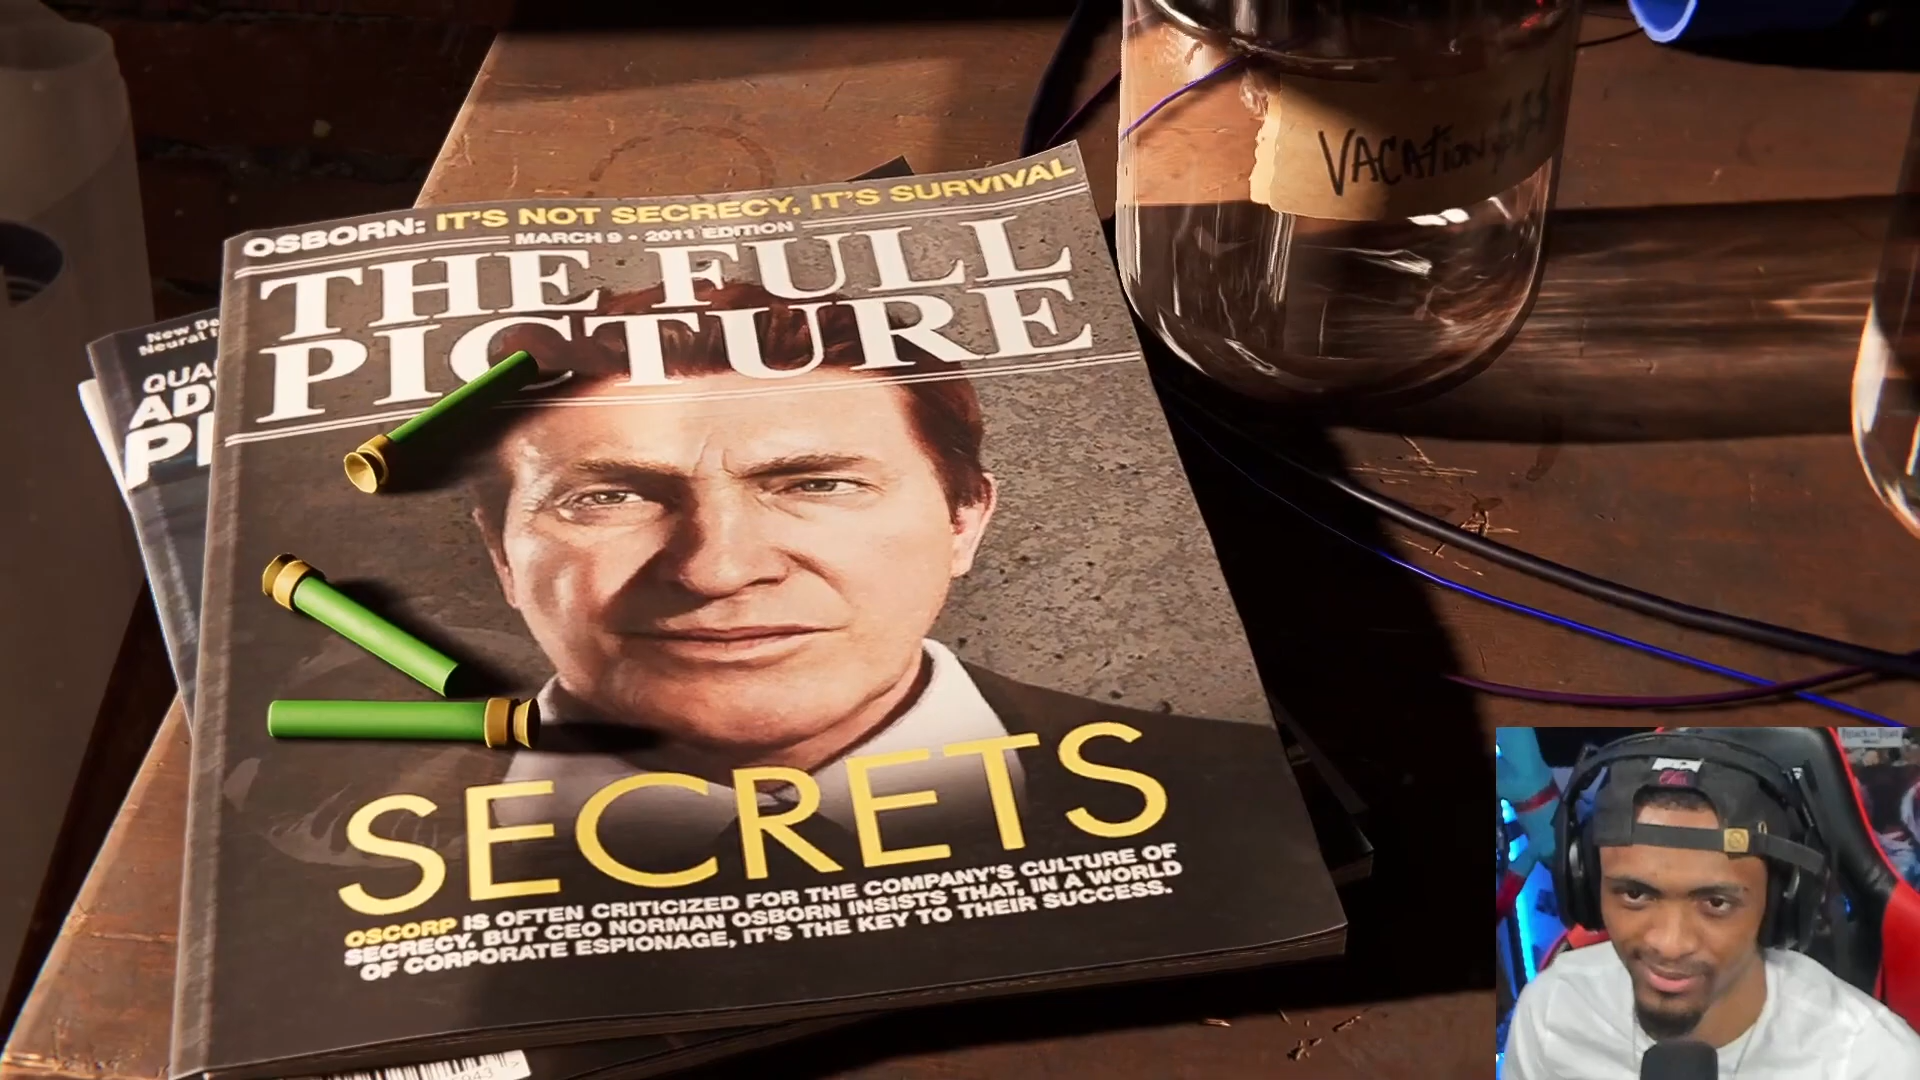 OSBORN: IT'S NOT SECRECY, IT'S SURVIVAL
MARCH 9 • 2011 EDITION
THE FULL
PICTURE
SECRETS
OSCORP IS OFTEN CRITICIZED FOR THE COMPANY'S CULTURE OF
SECRECY. BUT CEO NORMAN OSBORN INSISTS THAT, IN A WORLD
OF CORPORATE ESPIONAGE, IT'S THE KEY TO THEIR SUCCESS.
New
VACATION